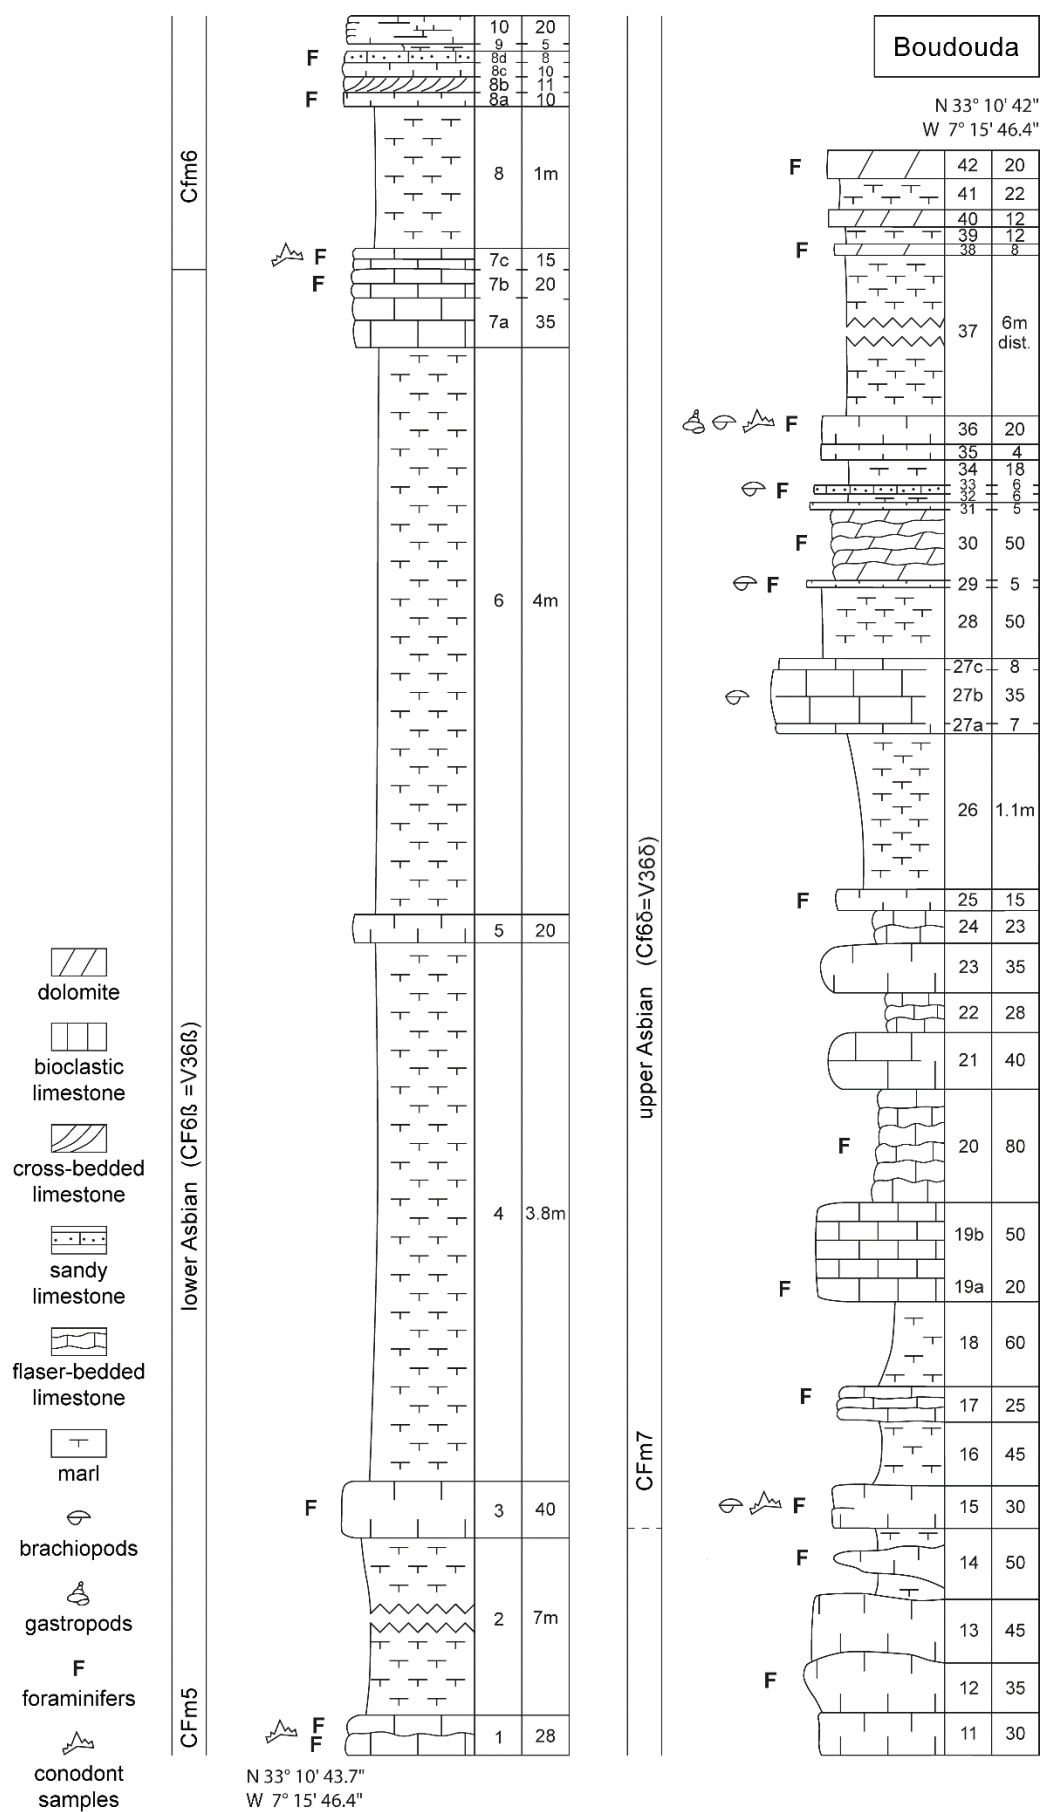 Boudouda
N 33° 10' 42"
W 7° 15' 46.4"
10 20
9 5
F 8d 8
8c 10
8b 11
F 8a 10
8 1m
F 7c 15
F 7b 20
7a 35
6 4m
5 20
4 3.8m
F 3 40
2 7m
F
F
1 28
N 33° 10' 43.7"
W 7° 15' 46.4"
Cfm6
lower Asbian (CF6ß =V36ß)
CFm5
F 42 20
41 22
40 12
39 12
F 38 8
37 6m
dist.
F 36 20
35 4
34 18
F 33 6
32 6
31 5
F 30 50
F 29 5
28 50
27c 8
27b 35
27a 7
26 1.1m
F 25 15
24 23
23 35
22 28
21 40
F 20 80
19b 50
F 19a 20
18 60
F 17 25
16 45
F 15 30
F 14 50
13 45
F 12 35
11 30
upper Asbian (Cf6δ=V36δ)
CFm7
dolomite
bioclastic
limestone
cross-bedded
limestone
sandy
limestone
flaser-bedded
limestone
marl
brachiopods
gastropods
F
foraminifers
conodont
samples